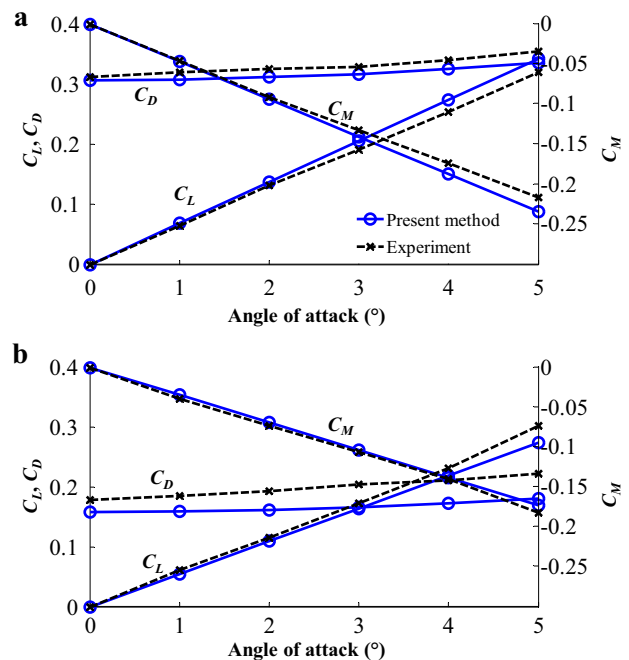 a
0.4
0.3
0.2
0.1
0
C_L, C_D
0
-0.05
-0.1
-0.15
-0.2
-0.25
C_M
C_D
C_M
C_L
Present method
Experiment
0 1 2 3 4 5
Angle of attack (°)
b
0.4
0.3
0.2
0.1
0
C_L, C_D
0
-0.05
-0.1
-0.15
-0.2
-0.25
C_M
C_M
C_D
C_L
0 1 2 3 4 5
Angle of attack (°)